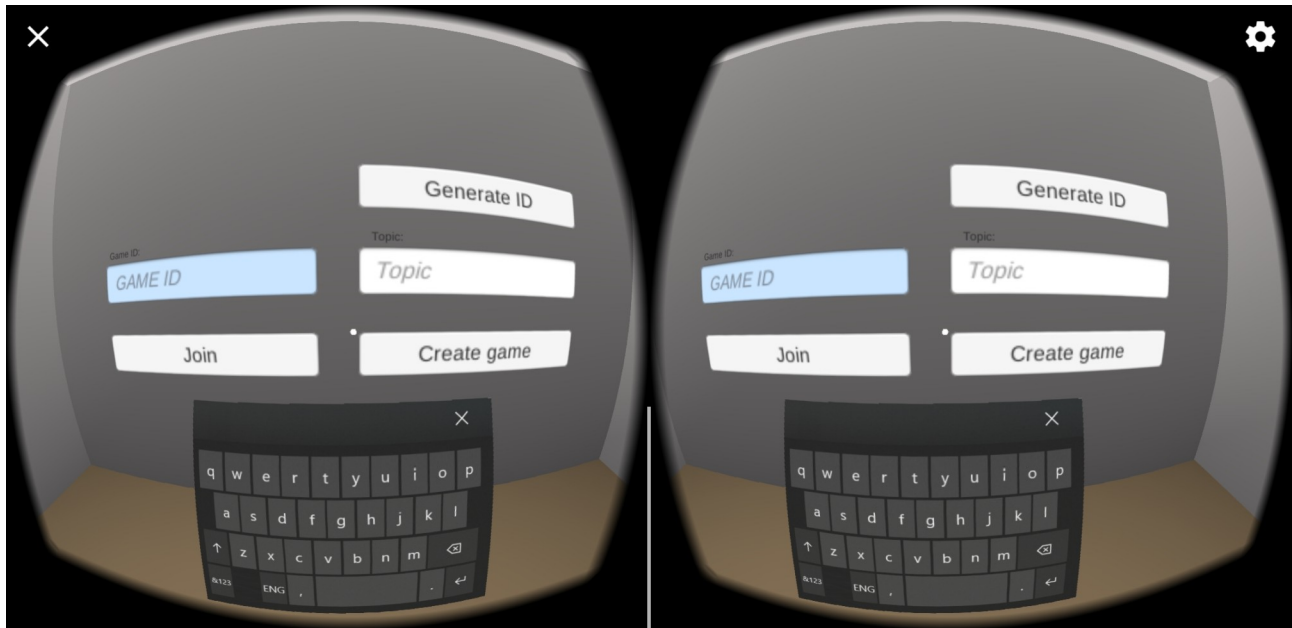 Generate ID
Game ID:
Topic:
GAME ID
Topic
Join
Create game
q w e r t y u i o p
a s d f g h j k l
z x c v b n m
&123 ENG , .
Generate ID
Game ID:
Topic:
GAME ID
Topic
Join
Create game
q w e r t y u i o p
a s d f g h j k l
z x c v b n m
&123 ENG , .